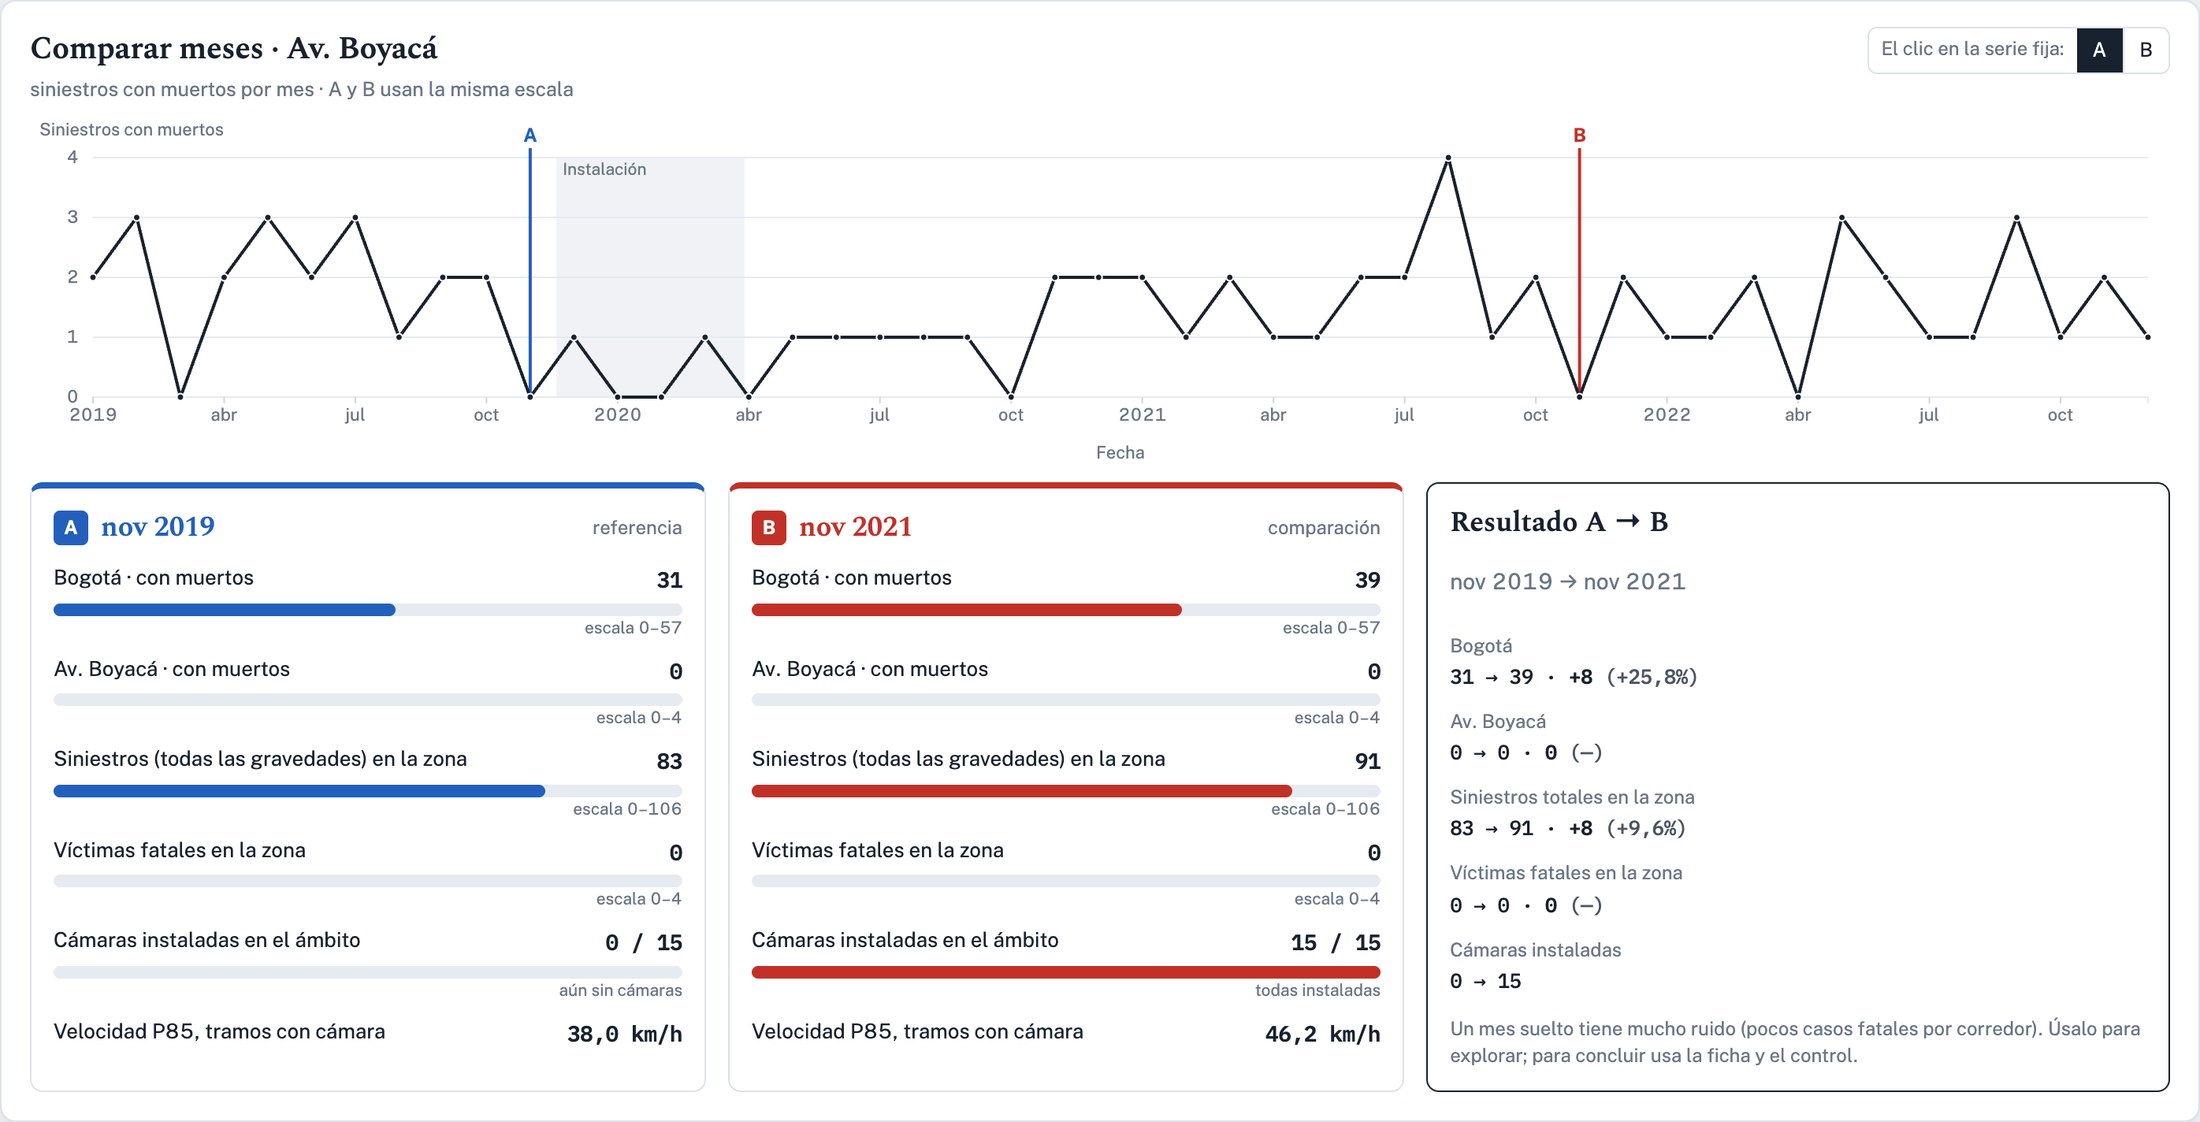 Comparar meses · Av. Boyacá
siniestros con muertos por mes · A y B usan la misma escala
El clic en la serie fija: A B
Siniestros con muertos
A
B
Instalación
4
3
2
1
0
2019 abr jul oct 2020 abr jul oct 2021 abr jul oct 2022 abr jul oct
Fecha
A nov 2019 referencia
Bogotá · con muertos 31
escala 0–57
Av. Boyacá · con muertos 0
escala 0–4
Siniestros (todas las gravedades) en la zona 83
escala 0–106
Víctimas fatales en la zona 0
escala 0–4
Cámaras instaladas en el ámbito 0 / 15
aún sin cámaras
Velocidad P85, tramos con cámara 38,0 km/h
B nov 2021 comparación
Bogotá · con muertos 39
escala 0–57
Av. Boyacá · con muertos 0
escala 0–4
Siniestros (todas las gravedades) en la zona 91
escala 0–106
Víctimas fatales en la zona 0
escala 0–4
Cámaras instaladas en el ámbito 15 / 15
todas instaladas
Velocidad P85, tramos con cámara 46,2 km/h
Resultado A → B
nov 2019 → nov 2021
Bogotá
31 → 39 · +8 (+25,8%)
Av. Boyacá
0 → 0 · 0 (—)
Siniestros totales en la zona
83 → 91 · +8 (+9,6%)
Víctimas fatales en la zona
0 → 0 · 0 (—)
Cámaras instaladas
0 → 15
Un mes suelto tiene mucho ruido (pocos casos fatales por corredor). Úsalo para
explorar; para concluir usa la ficha y el control.